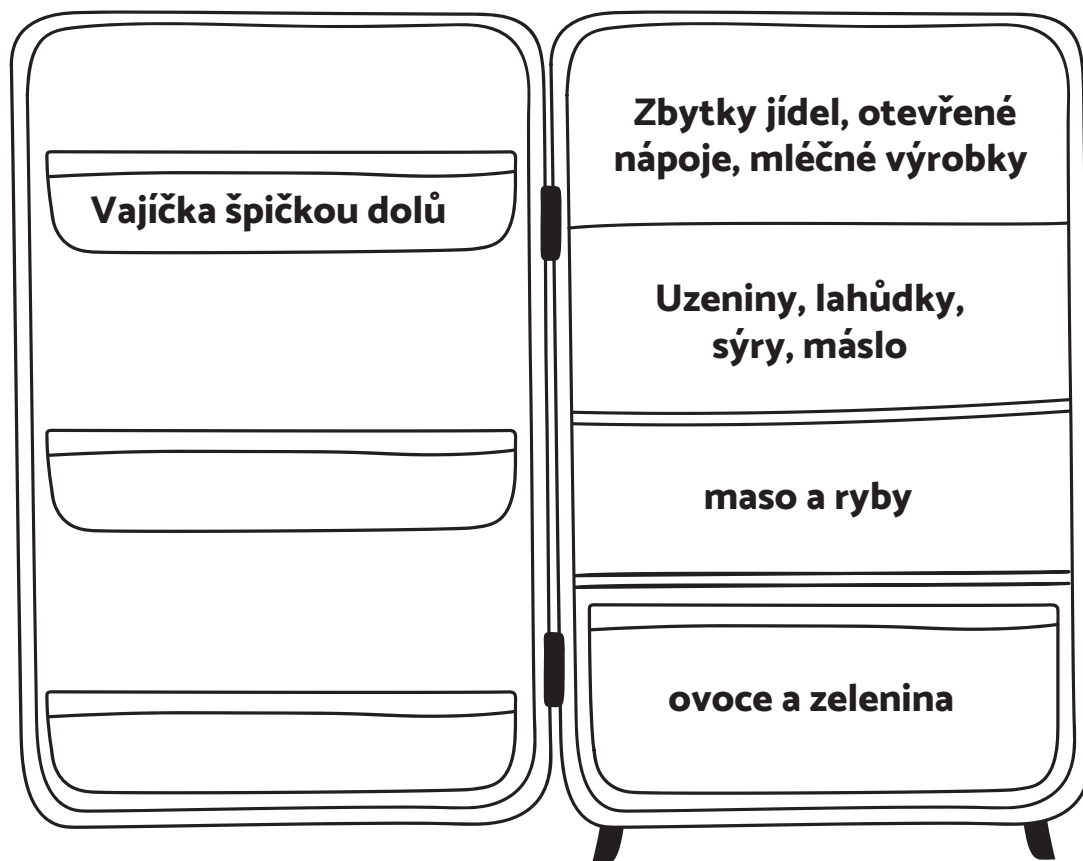 Vajíčka špičkou dolů
Zbytky jídel, otevřené
nápoje, mléčné výrobky
Uzeniny, lahůdky,
sýry, máslo
maso a ryby
ovoce a zelenina